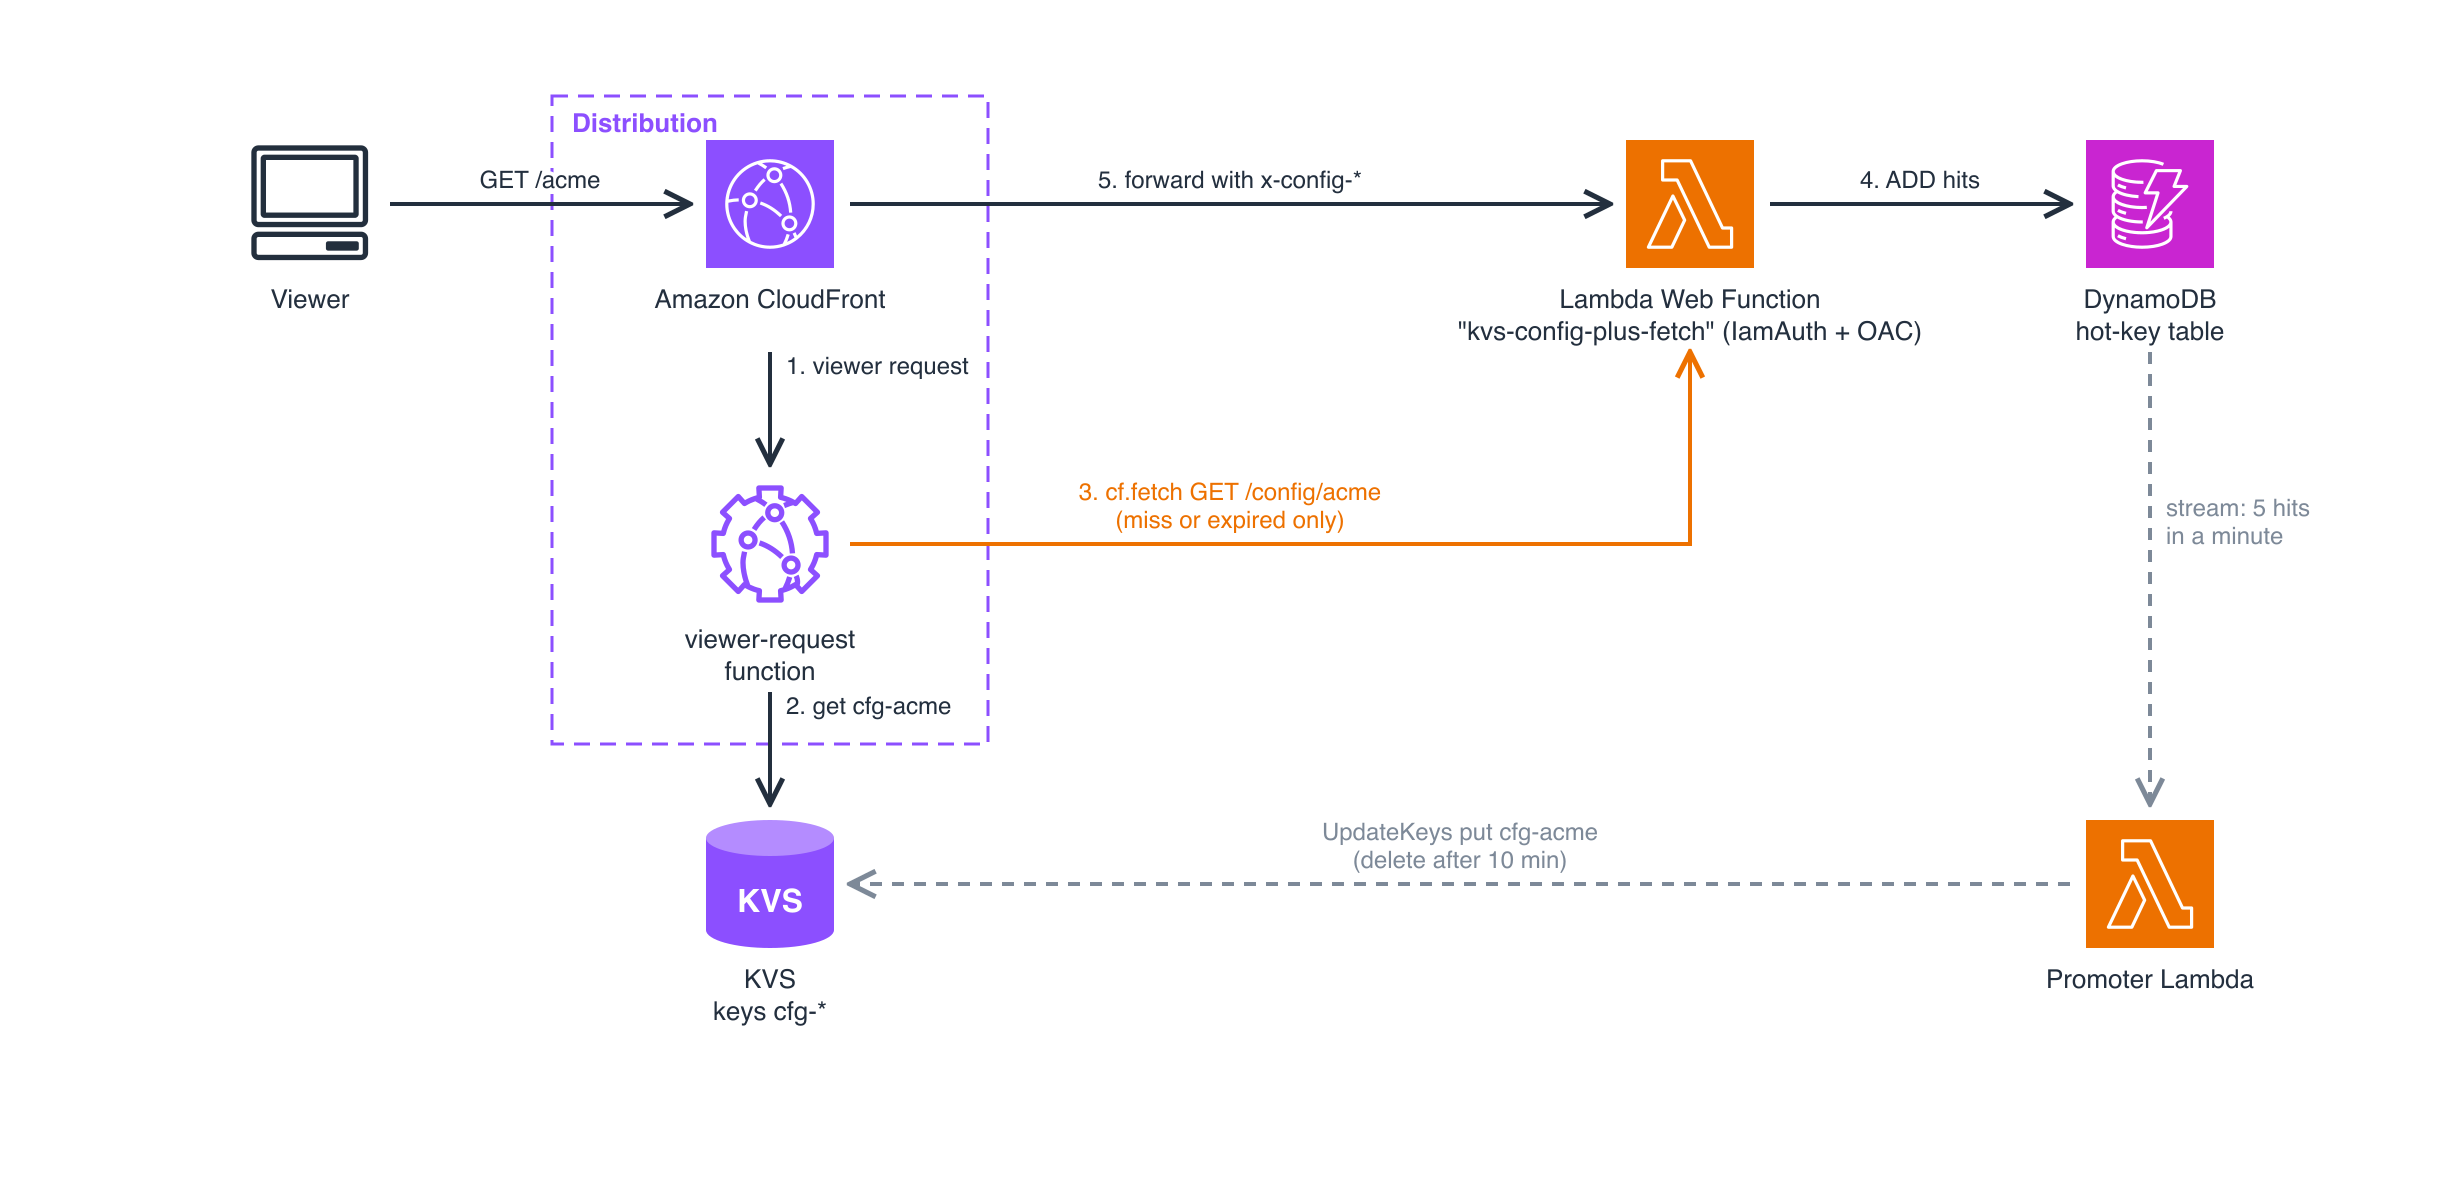 Distribution
GET /acme
5. forward with x-config-*
4. ADD hits
Viewer
Amazon CloudFront
Lambda Web Function
"kvs-config-plus-fetch" (IamAuth + OAC)
DynamoDB
hot-key table
1. viewer request
3. cf.fetch GET /config/acme
(miss or expired only)
stream: 5 hits
in a minute
viewer-request
function
2. get cfg-acme
UpdateKeys put cfg-acme
(delete after 10 min)
KVS
KVS
keys cfg-*
Promoter Lambda